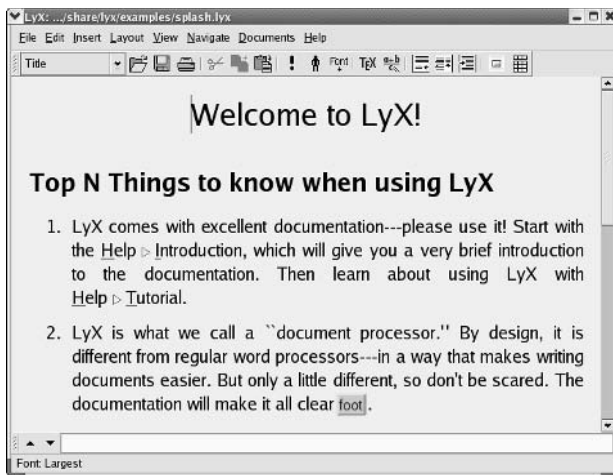 LyX: .../share/lyx/examples/splash.lyx
File Edit Insert Layout View Navigate Documents Help
Title
Font TEX
Welcome to LyX!
Top N Things to know when using LyX
1. LyX comes with excellent documentation---please use it! Start with
the Help ▷ Introduction, which will give you a very brief introduction
to the documentation. Then learn about using LyX with
Help ▷ Tutorial.
2. LyX is what we call a ``document processor.'' By design, it is
different from regular word processors---in a way that makes writing
documents easier. But only a little different, so don't be scared. The
documentation will make it all clear foot.
Font: Largest